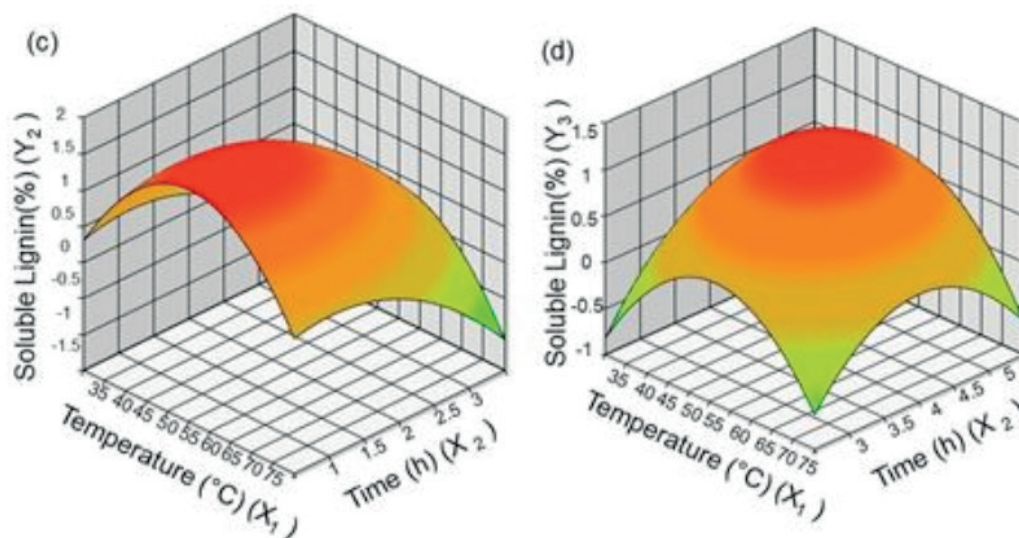 (c)
Soluble Lignin(%) (Y2)
2
1.5
1
0.5
0
-0.5
-1
-1.5
35 40 45 50 55 60 65 70 75
Temperature (°C) (X1)
1 1.5 2 2.5 3
Time (h) (X2)
(d)
Soluble Lignin(%) (Y3)
1.5
1
0.5
0
-0.5
-1
35 40 45 50 55 60 65 70 75
Temperature (°C) (X1)
3 3.5 4 4.5 5
Time (h) (X2)